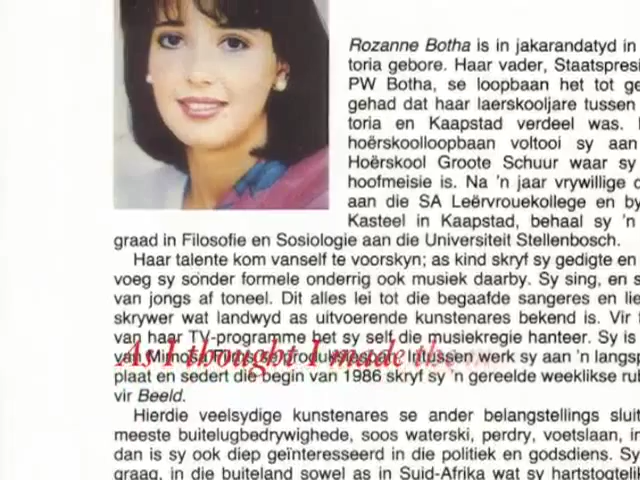 Rozanne Botha is in jakarandatyd in
toria gebore. Haar vader, Staatspresi
PW Botha, se loopbaan het tot ge
gehad dat haar laerskooljare tussen
toria en Kaapstad verdeel was.
hoërskoolloopbaan voltooi sy aan
Hoërskool Groote Schuur waar sy
hoofmeisie is. Na 'n jaar vrywillige d
aan die SA Leërvrouekollege en by
Kasteel in Kaapstad, behaal sy 'n
graad in Filosofie en Sosiologie aan die Universiteit Stellenbosch.
Haar talente kom vanself te voorskyn; as kind skryf sy gedigte en
voeg sy sonder formele onderrig ook musiek daarby. Sy sing, en s
van jongs af toneel. Dit alles lei tot die begaafde sangeres en lie
skrywer wat landwyd as uitvoerende kunstenares bekend is. Vir
van haar TV-programme het sy self die musiekregie hanteer. Sy is
van Mimosa Intussen werk sy aan 'n langsp
As I thought I made the
plaat en sedert die begin van 1986 skryf sy 'n gereelde weeklikse rub
vir Beeld.
Hierdie veelsydige kunstenares se ander belangstellings sluit
meeste buitelugbedrywighede, soos waterski, perdry, voetslaan, in
dan is sy ook diep geïnteresseerd in die politiek en godsdiens. Sy
graag, in die buiteland sowel as in Suid-Afrika wat sy hartstogtelik